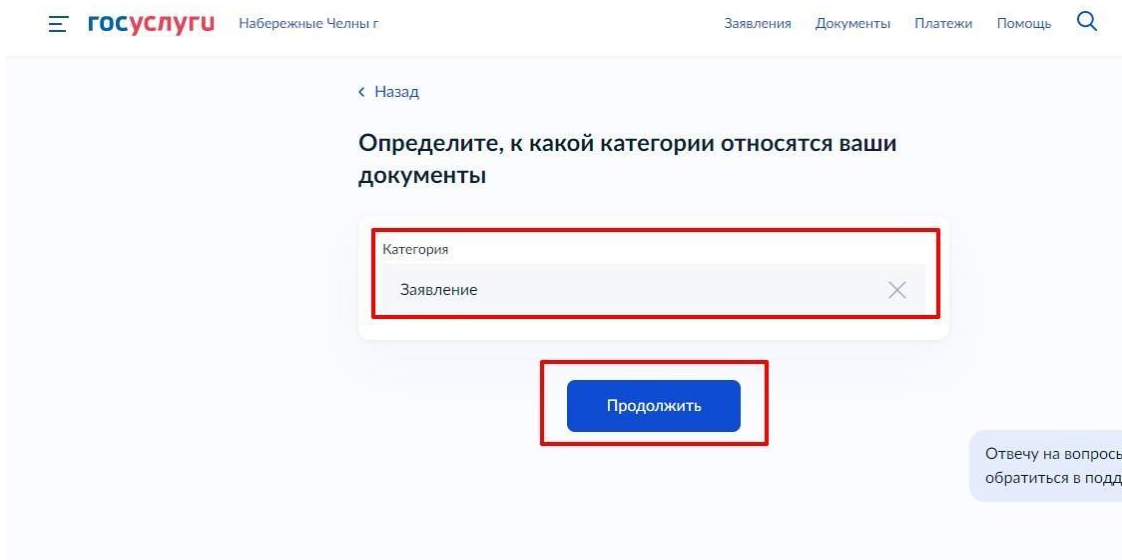 госуслуги Набережные Челны г Заявления Документы Платежи Помощь
Назад
Определите, к какой категории относятся ваши
документы
Категория
Заявление
Продолжить
Отвечу на вопросы
обратиться в подд